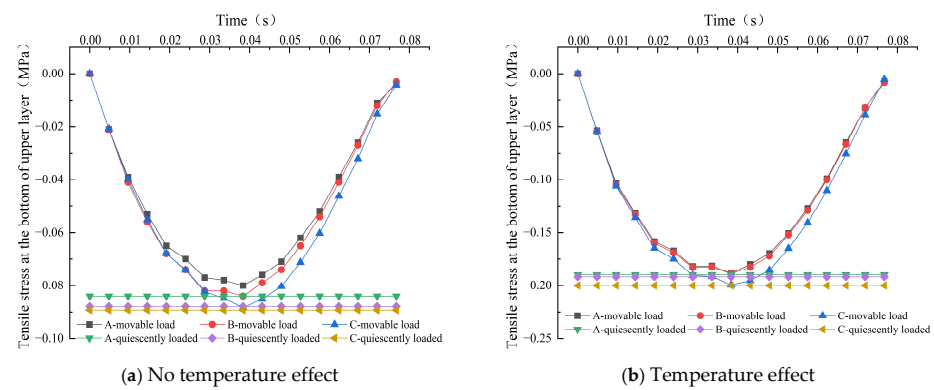 Time（s）
0.00 0.01 0.02 0.03 0.04 0.05 0.06 0.07 0.08
Tensile stress at the bottom of upper layer（MPa）
0.00
−0.02
−0.04
−0.06
−0.08
−0.10
A-movable load B-movable load C-movable load
A-quiescently loaded B-quiescently loaded C-quiescently loaded
(a) No temperature effect
Time（s）
0.00 0.01 0.02 0.03 0.04 0.05 0.06 0.07 0.08
Tensile stress at the bottom of upper layer（MPa）
0.00
−0.05
−0.10
−0.15
−0.20
−0.25
A-movable load B-movable load C-movable load
A-quiescently loaded B-quiescently loaded C-quiescently loaded
(b) Temperature effect